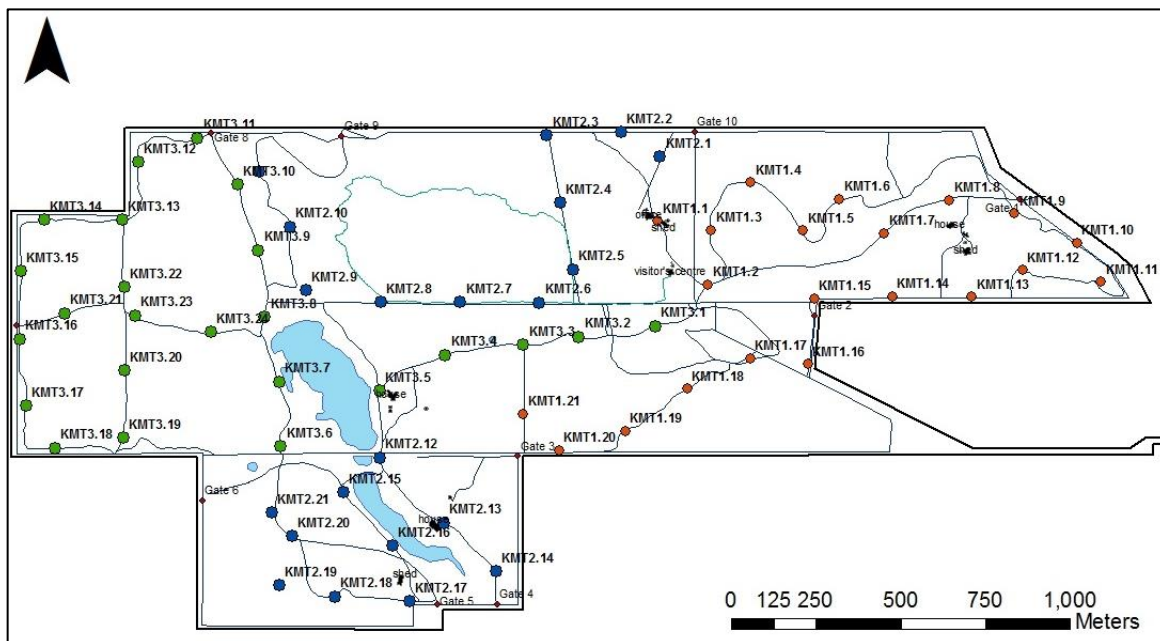 KMT3.11
Gate 8
Gate 9
KMT2.3
KMT2.2
Gate 10
KMT3.12
KMT2.1
KMT3.10
KMT2.4
KMT1.4
KMT1.6
KMT1.8
KMT1.9
Gate 1
KMT3.14
KMT3.13
KMT2.10
office
KMT1.1
shed
KMT1.3
KMT1.5
KMT1.7
house
KMT3.9
KMT1.10
shed
KMT3.15
KMT3.22
KMT2.9
KMT2.5
visitor's centre
KMT1.2
KMT1.12
KMT1.11
KMT3.21
KMT3.23
KMT3.8
KMT2.8
KMT2.7
KMT2.6
KMT1.15
KMT1.14
KMT1.13
Gate 2
KMT3.16
KMT3.24
KMT3.4
KMT3.3
KMT3.2
KMT3.1
KMT3.20
KMT3.7
KMT1.17
KMT1.16
KMT3.17
KMT3.5
house
KMT1.18
KMT1.21
KMT3.18
KMT3.19
KMT3.6
KMT2.12
KMT1.20
KMT1.19
Gate 3
KMT2.15
Gate 6
KMT2.21
KMT2.13
house
KMT2.20
KMT2.16
KMT2.14
KMT2.19
KMT2.18
shed
KMT2.17
Gate 5
Gate 4
0 125 250 500 750 1,000
Meters